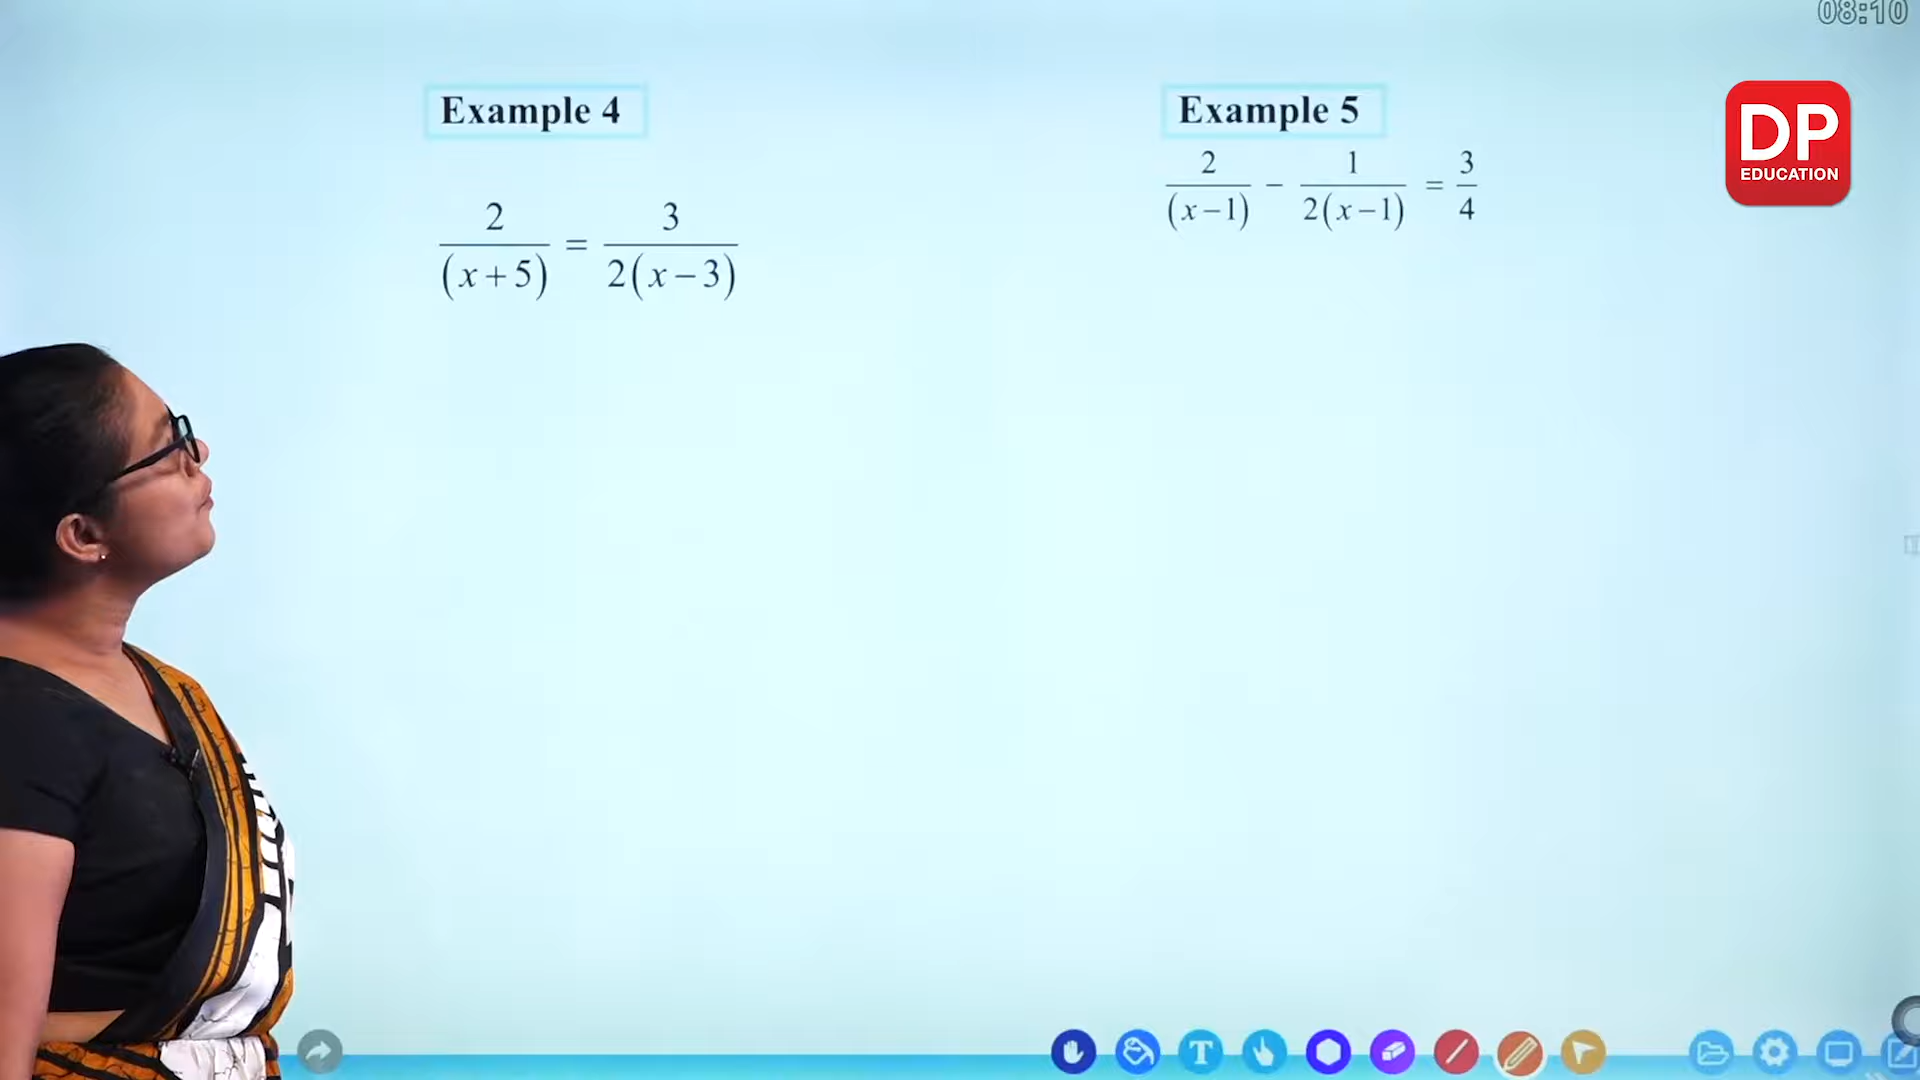 08:10
Example 4
2/(x+5) = 3/2(x−3)
Example 5
2/(x−1) − 1/2(x−1) = 3/4
DP
EDUCATION
T